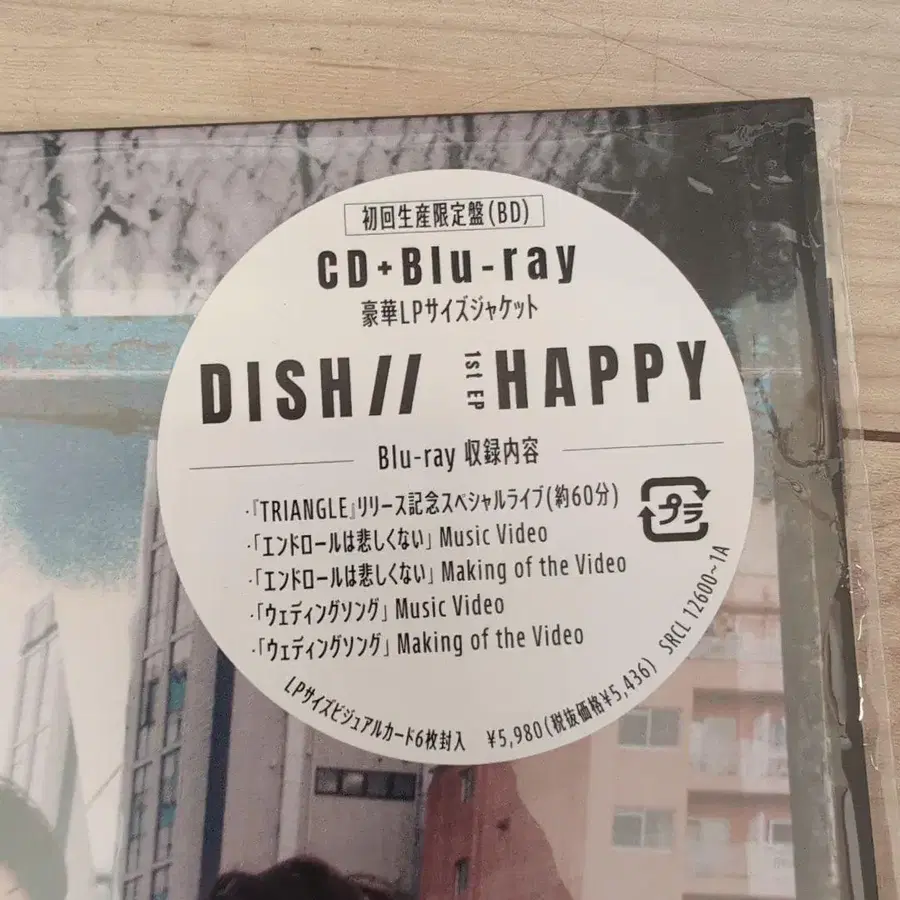 初回生産限定盤(BD)
CD+Blu-ray
豪華LPサイズジャケット
DISH// 1st EP HAPPY
Blu-ray 収録内容
・『TRIANGLE』リリース記念スペシャルライブ(約60分)
・「エンドロールは悲しくない」Music Video
・「エンドロールは悲しくない」Making of the Video
・「ウェディングソング」Music Video
・「ウェディングソング」Making of the Video
プラ
LPサイズビジュアルカード6枚封入 ¥5,980(税抜価格¥5,436) SRCL 12600~1A